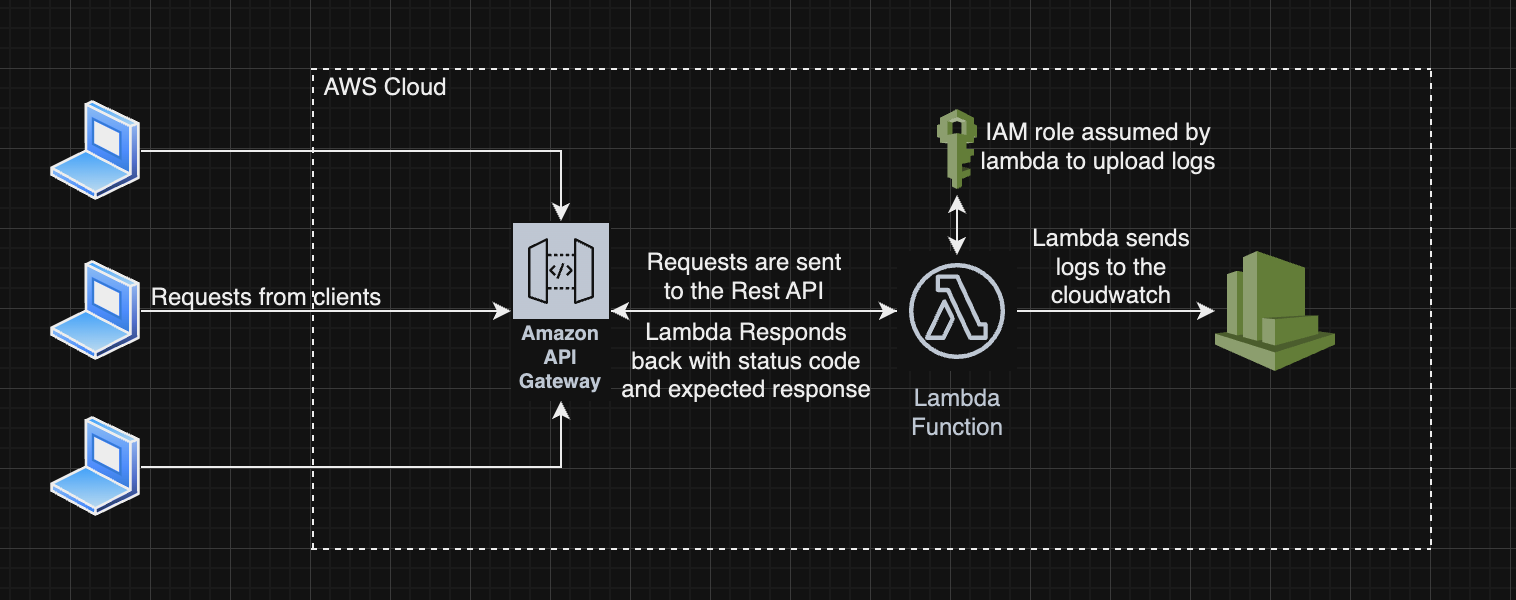 AWS Cloud
IAM role assumed by
lambda to upload logs
Requests from clients
Amazon
API
Gateway
</>
Requests are sent
to the Rest API
Lambda Responds
back with status code
and expected response
Lambda
Function
Lambda sends
logs to the
cloudwatch